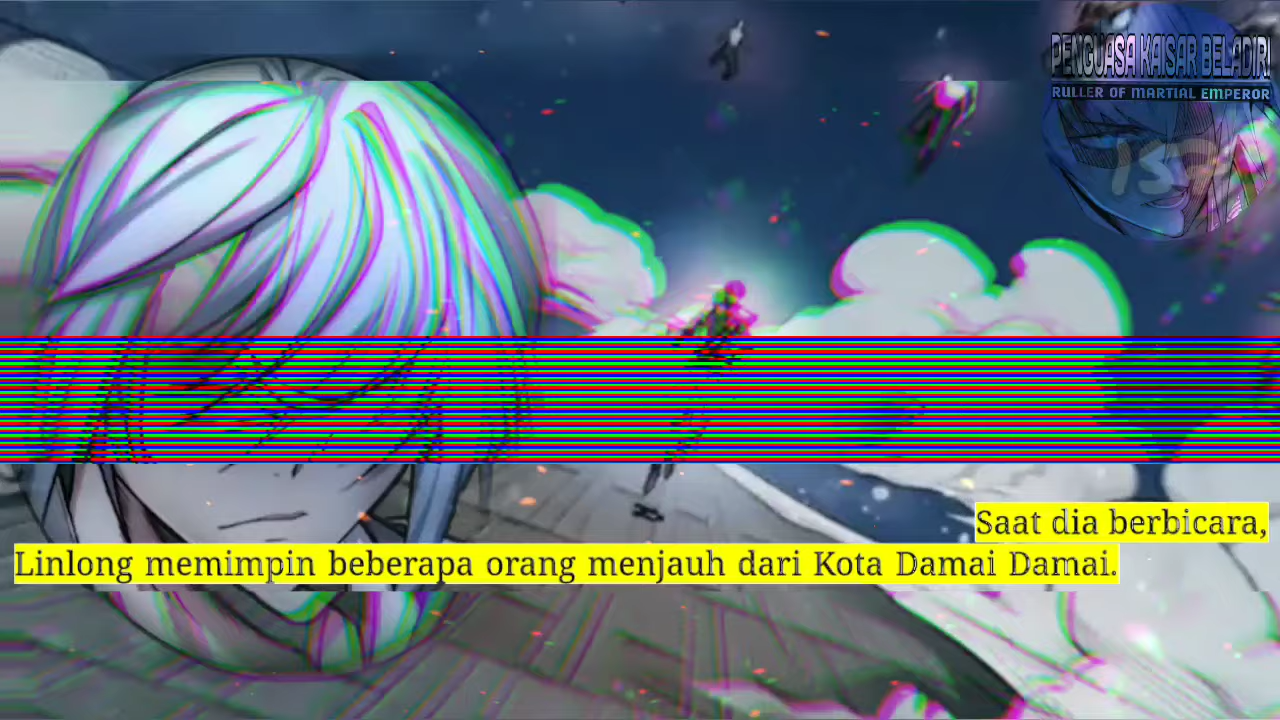 PENGUASA KAISAR BELADIRI
RULLER OF MARTIAL EMPEROR
Saat dia berbicara,
Linlong memimpin beberapa orang menjauh dari Kota Damai Damai.